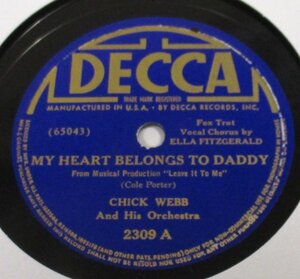 DECCA
TRADE MARK REGISTERED
MANUFACTURED IN U.S.A. • BY DECCA RECORDS, INC.
(65043)
Fox Trot
Vocal Chorus by
ELLA FITZGERALD
MY HEART BELONGS TO DADDY
From Musical Production "Leave It To Me"
(Cole Porter)
CHICK WEBB
And His Orchestra
2309 A